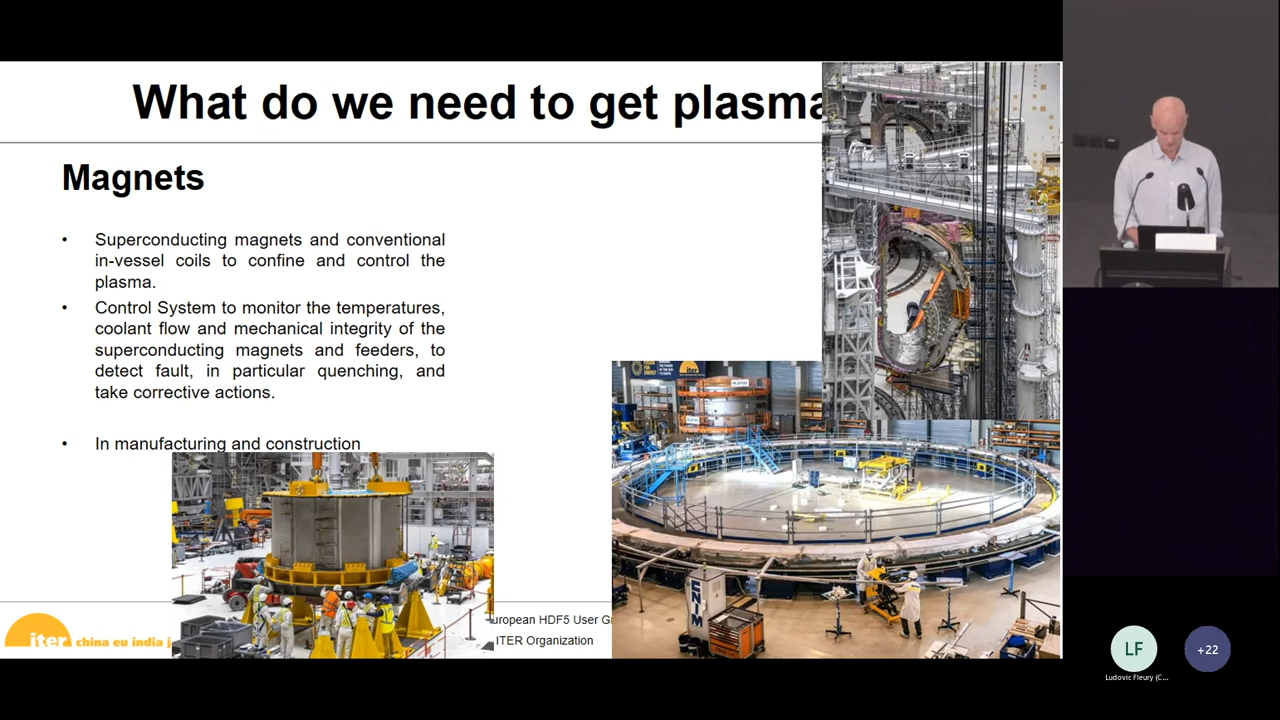 What do we need to get plasma
Magnets
• Superconducting magnets and conventional
in-vessel coils to confine and control the
plasma.
• Control System to monitor the temperatures,
coolant flow and mechanical integrity of the
superconducting magnets and feeders, to
detect fault, in particular quenching, and
take corrective actions.
• In manufacturing and construction
CNIM
iter china eu india j
uropean HDF5 User Gr
ITER Organization
LF
+22
Ludovic Fleury (C...